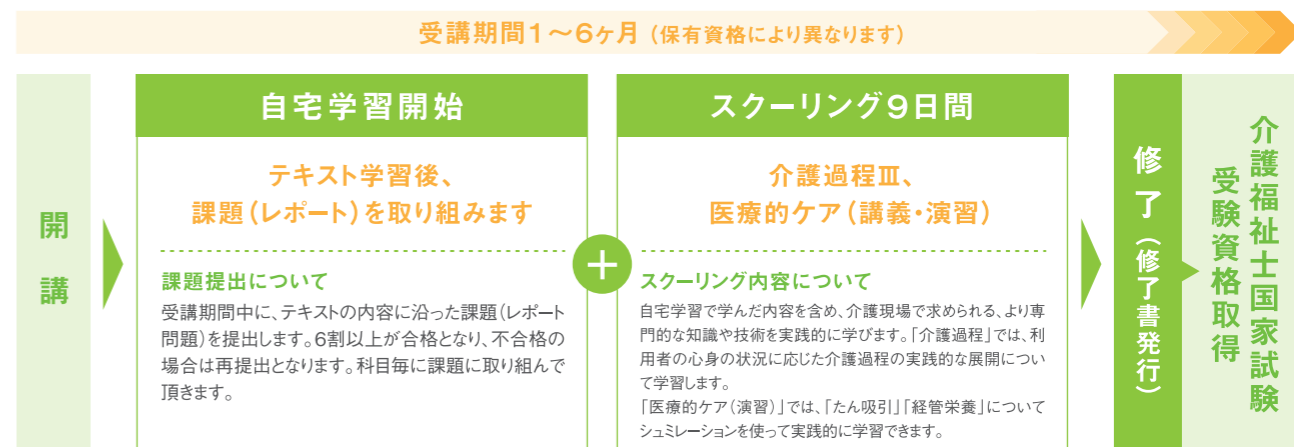 受講期間1〜6ヶ月（保有資格により異なります）
開講
自宅学習開始
テキスト学習後、
課題（レポート）を取り組みます
課題提出について
受講期間中に、テキストの内容に沿った課題（レポート
問題）を提出します。6割以上が合格となり、不合格の
場合は再提出となります。科目毎に課題に取り組んで
頂きます。
+
スクーリング9日間
介護過程Ⅲ、
医療的ケア（講義・演習）
スクーリング内容について
自宅学習で学んだ内容を含め、介護現場で求められる、より専
門的な知識や技術を実践的に学びます。「介護過程」では、利
用者の心身の状況に応じた介護過程の実践的な展開につい
て学習します。
「医療的ケア（演習）」では、「たん吸引」「経管栄養」について
シュミレーションを使って実践的に学習できます。
修了（修了書発行）
介護福祉士国家試験
受験資格取得